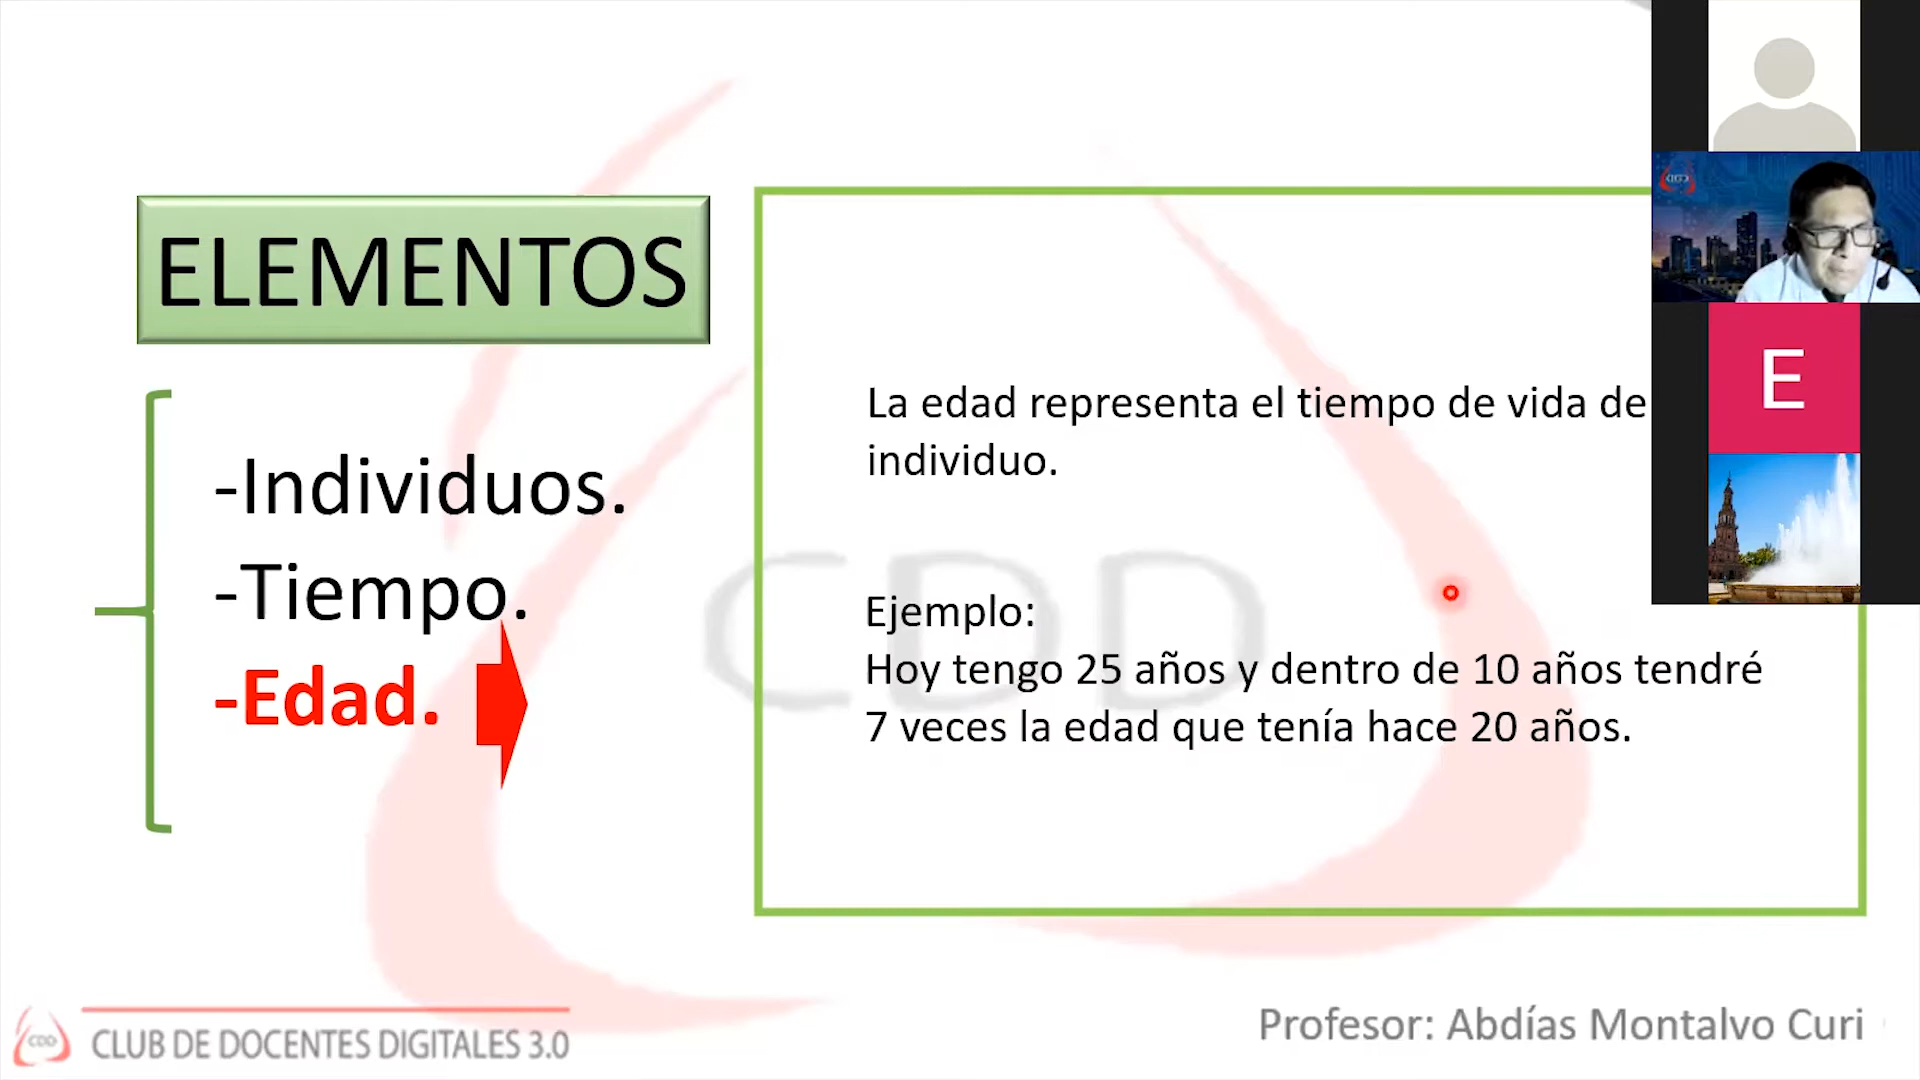 ELEMENTOS
-Individuos.
-Tiempo.
-Edad.
La edad representa el tiempo de vida de
individuo.
Ejemplo:
Hoy tengo 25 años y dentro de 10 años tendré
7 veces la edad que tenía hace 20 años.
CDD
E
CDD
CLUB DE DOCENTES DIGITALES 3.0
Profesor: Abdías Montalvo Curi